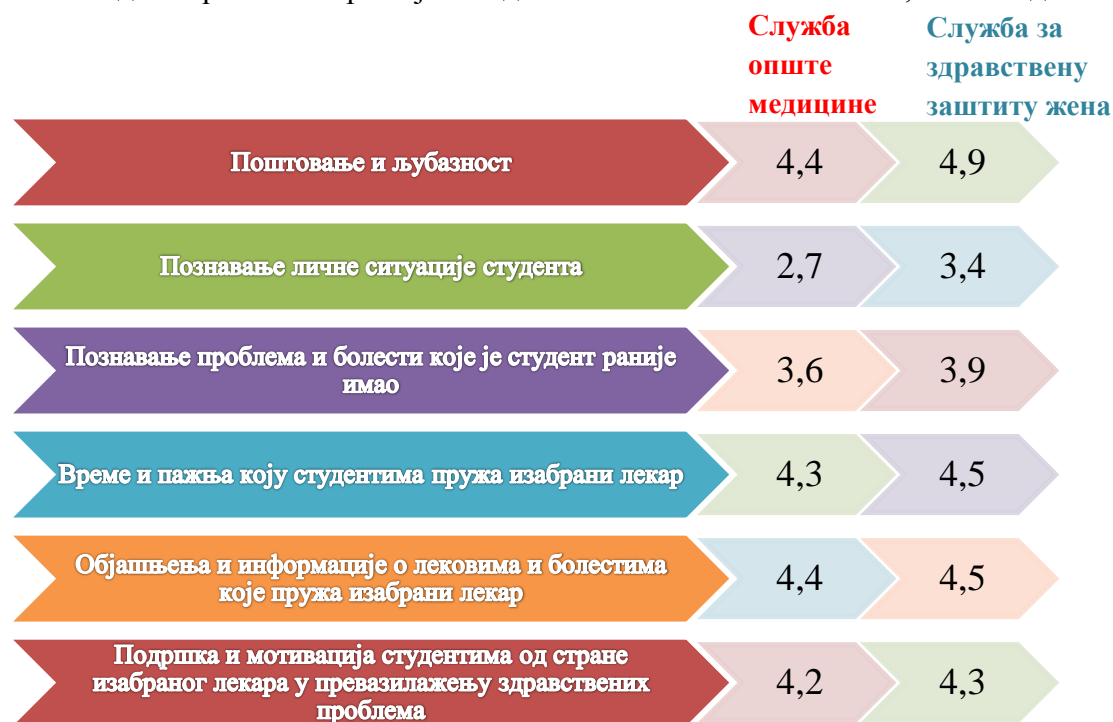 Служба
опште
медицине
Служба за
здравствену
заштиту жена
Поштовање и љубазност
4,4
4,9
Познавање личне ситуације студента
2,7
3,4
Познавање проблема и болести које је студент раније
имао
3,6
3,9
Време и пажња коју студентима пружа изабрани лекар
4,3
4,5
Објашњења и информације о лековима и болестима
које пружа изабрани лекар
4,4
4,5
Подршка и мотивација студентима од стране
изабраног лекара у превазилажењу здравствених
проблема
4,2
4,3